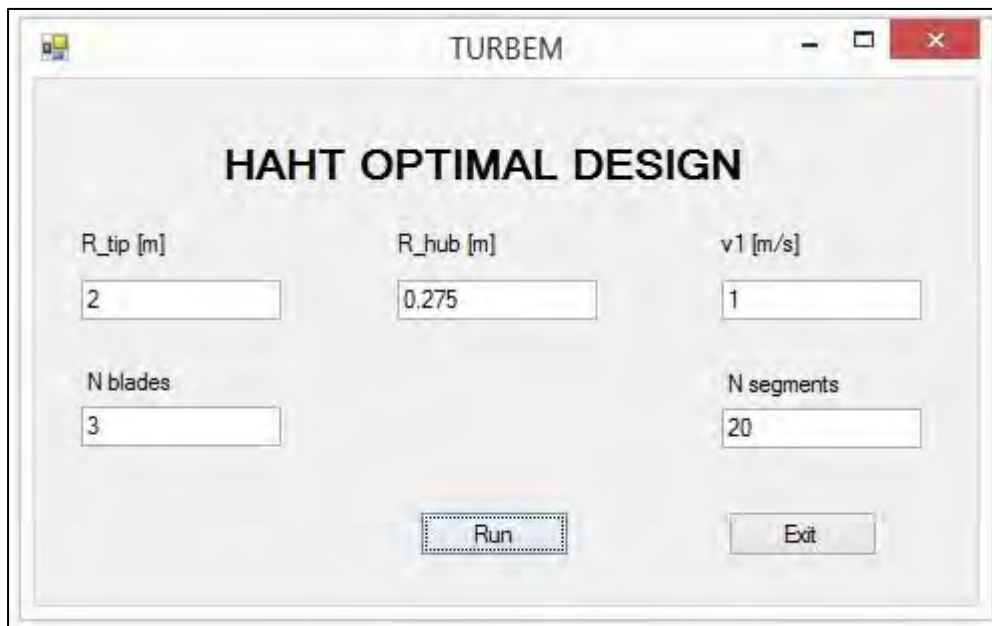 TURBEM
HAHT OPTIMAL DESIGN
R_tip [m] R_hub [m] v1 [m/s]
2 0.275 1
N blades N segments
3 20
Run Exit